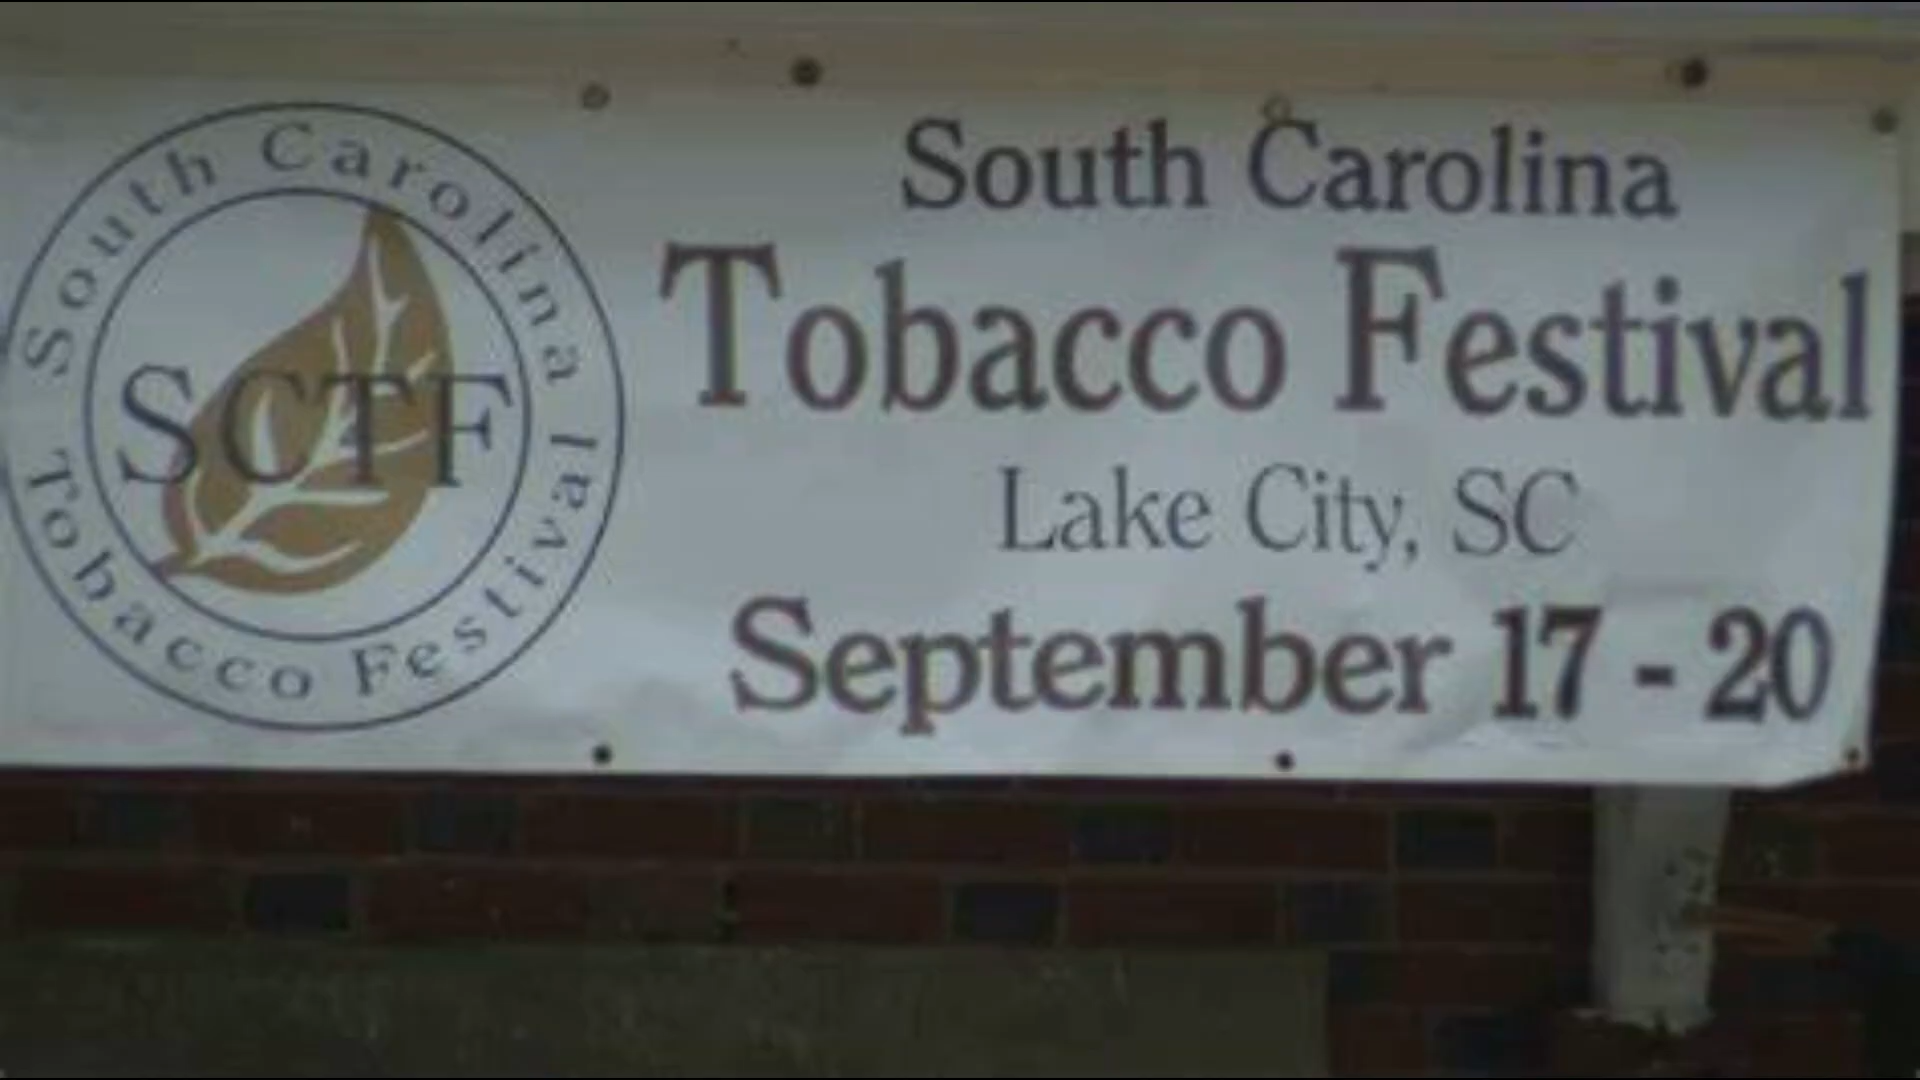 South Carolina
Tobacco Festival
SCTF
South Carolina
Tobacco Festival
Lake City, SC
September 17 - 20